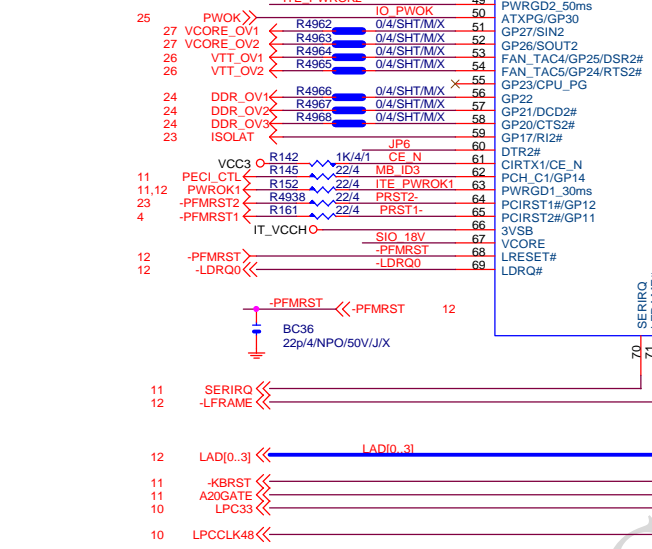 49 PWRGD2_50ms
25 PWOK IO_PWOK 50 ATXPG/GP30
27 VCORE_OV1 R4962 0/4/SHT/M/X 51 GP27/SIN2
27 VCORE_OV2 R4963 0/4/SHT/M/X 52 GP26/SOUT2
26 VTT_OV1 R4964 0/4/SHT/M/X 53 FAN_TAC4/GP25/DSR2#
26 VTT_OV2 R4965 0/4/SHT/M/X 54 FAN_TAC5/GP24/RTS2#
55 GP23/CPU_PG
24 DDR_OV1 R4966 0/4/SHT/M/X 56 GP22
24 DDR_OV2 R4967 0/4/SHT/M/X 57 GP21/DCD2#
24 DDR_OV3 R4968 0/4/SHT/M/X 58 GP20/CTS2#
23 ISOLAT 59 GP17/RI2#
JP6 60 DTR2#
VCC3 R142 1K/4/1 CE_N 61 CIRTX1/CE_N
11 PECI_CTL R145 22/4 MB_ID3 62 PCH_C1/GP14
11,12 PWROK1 R152 22/4 ITE_PWROK1 63 PWRGD1_30ms
23 -PFMRST2 R4938 22/4 PRST2- 64 PCIRST1#/GP12
4 -PFMRST1 R161 22/4 PRST1- 65 PCIRST2#/GP11
IT_VCCH 66 3VSB
SIO_18V 67 VCORE
12 -PFMRST -PFMRST 68 LRESET#
12 -LDRQ0 -LDRQ0 69 LDRQ#
-PFMRST -PFMRST 12
BC36
22p/4/NPO/50V/J/X
SERIRQ
70
71
11 SERIRQ
12 -LFRAME
12 LAD[0..3] LAD[0..3]
11 -KBRST
11 A20GATE
10 LPC33
10 LPCCLK48